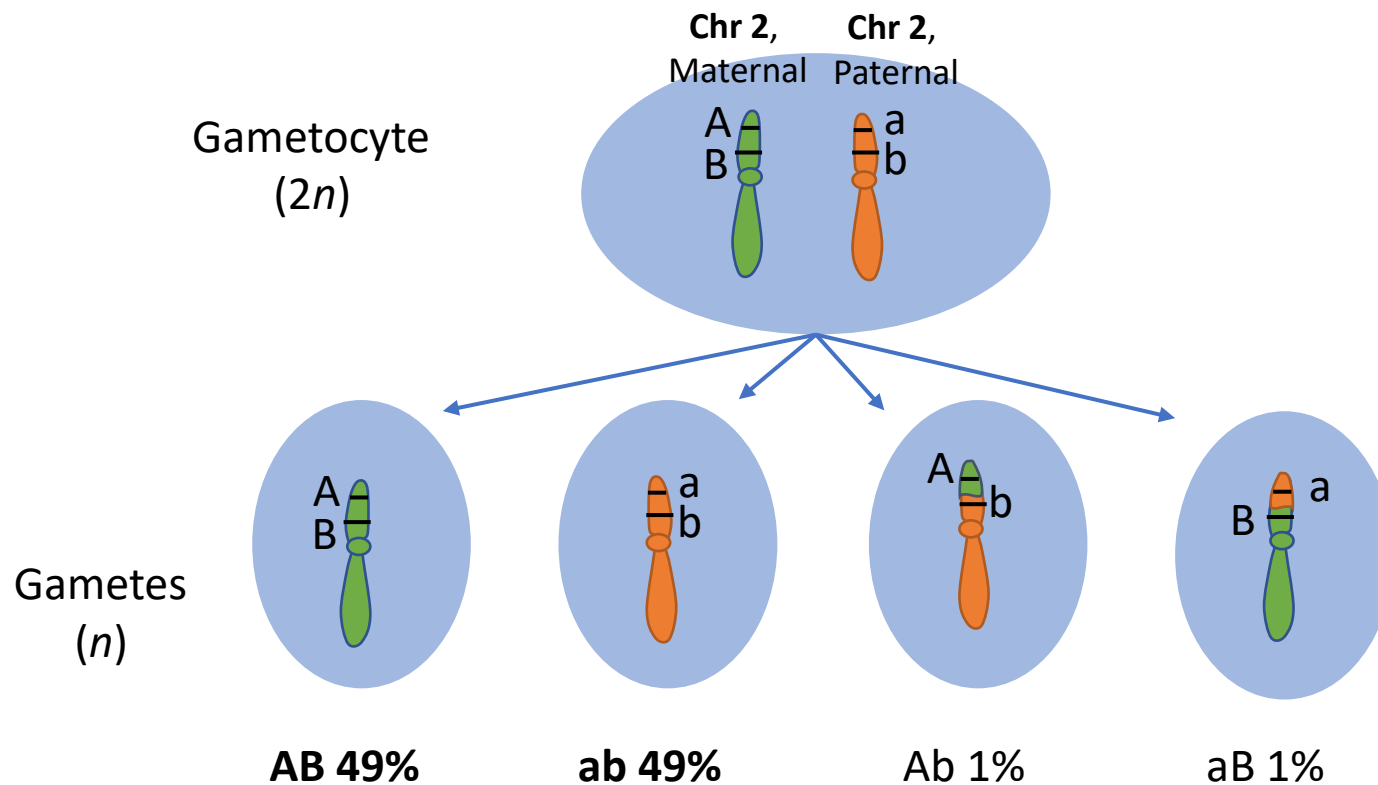 Chr 2,
Maternal
Chr 2,
Paternal
Gametocyte
(2n)
A
B
a
b
Gametes
(n)
A
B
a
b
A
b
a
B
AB 49%
ab 49%
Ab 1%
aB 1%